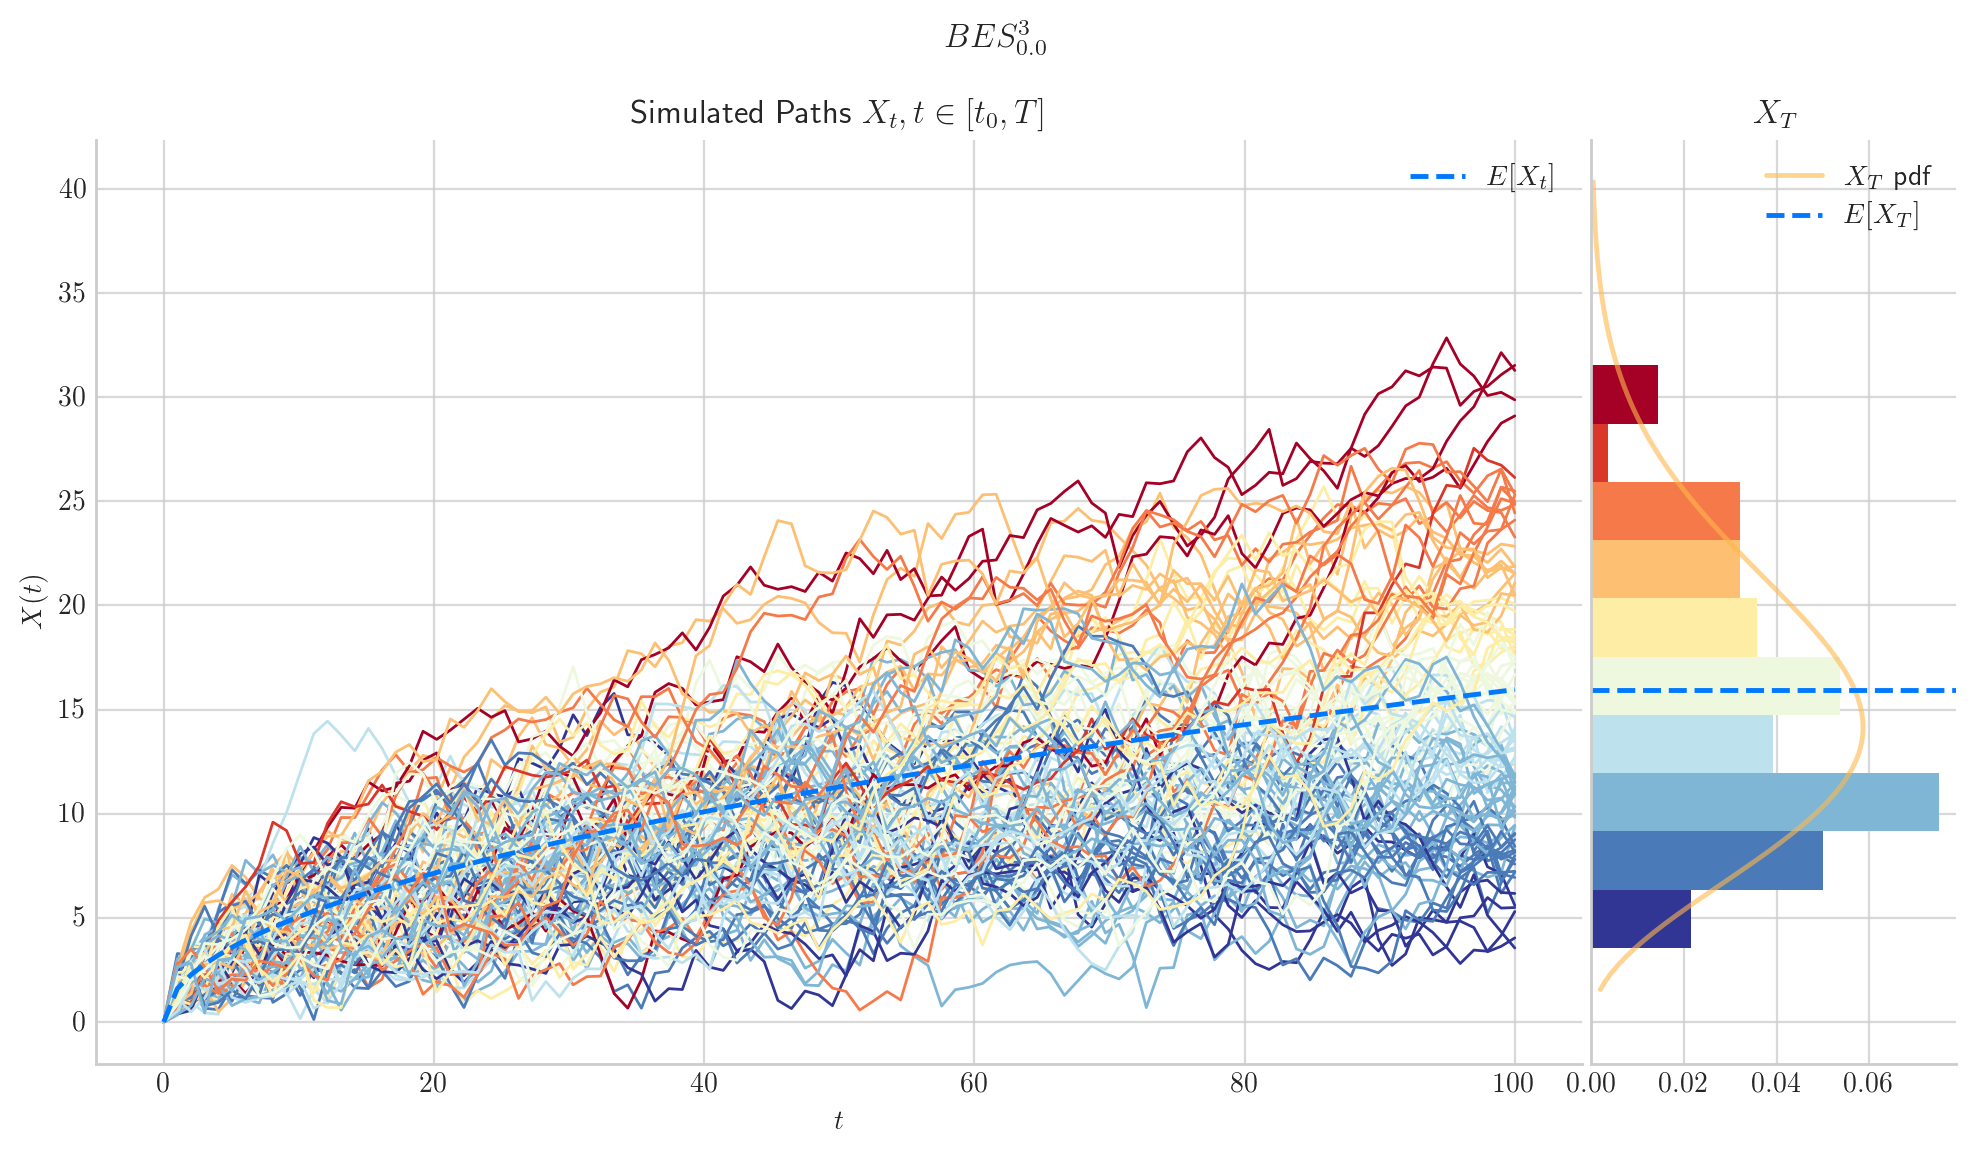 $BES^{3}_{0.0}$
Simulated Paths $X_t, t \in [t_0, T]$
$X_T$
$E[X_t]$
$X_T$ pdf
$E[X_T]$
$X(t)$
40
35
30
25
20
15
10
5
0
0 20 40 60 80 100
0.00 0.02 0.04 0.06
$t$